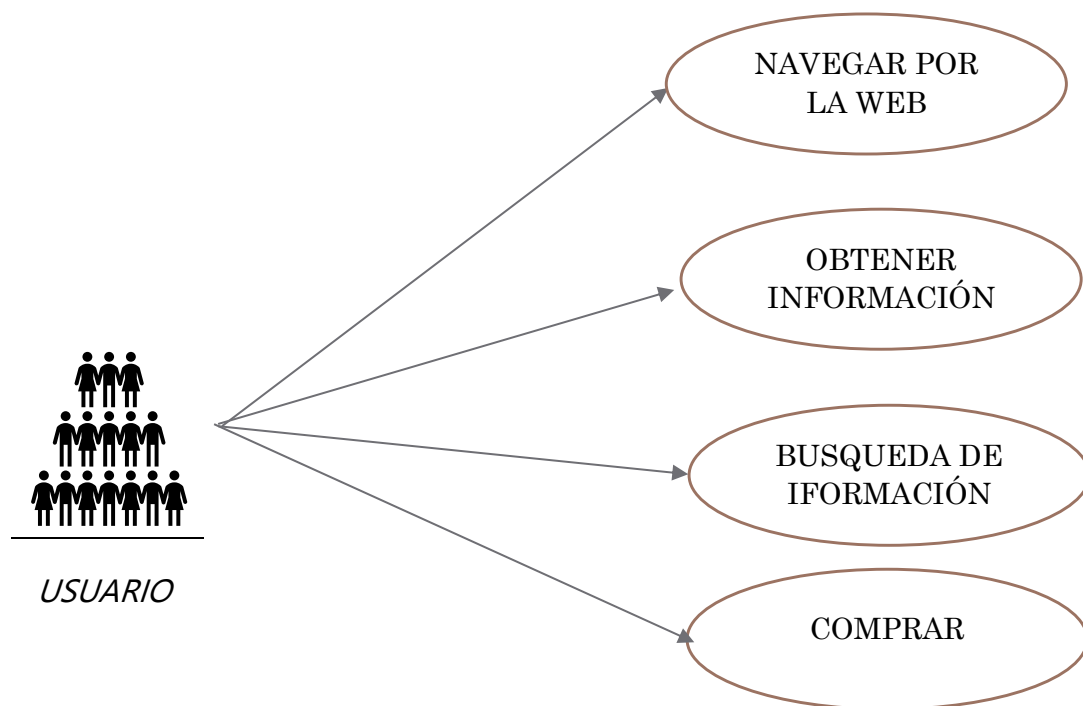 NAVEGAR POR
LA WEB
OBTENER
INFORMACIÓN
BUSQUEDA DE
IFORMACIÓN
USUARIO
COMPRAR